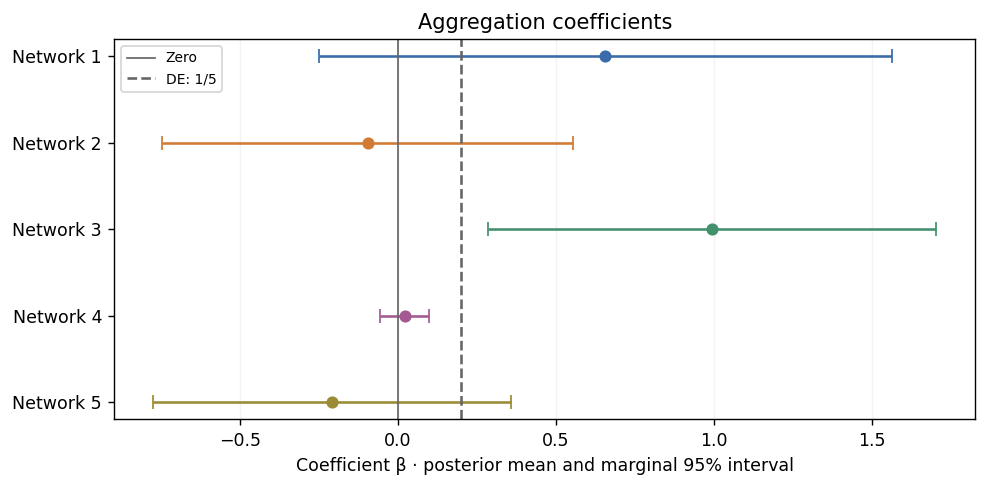 Aggregation coefficients
Zero
DE: 1/5
Network 1
Network 2
Network 3
Network 4
Network 5
−0.5 0.0 0.5 1.0 1.5
Coefficient β · posterior mean and marginal 95% interval